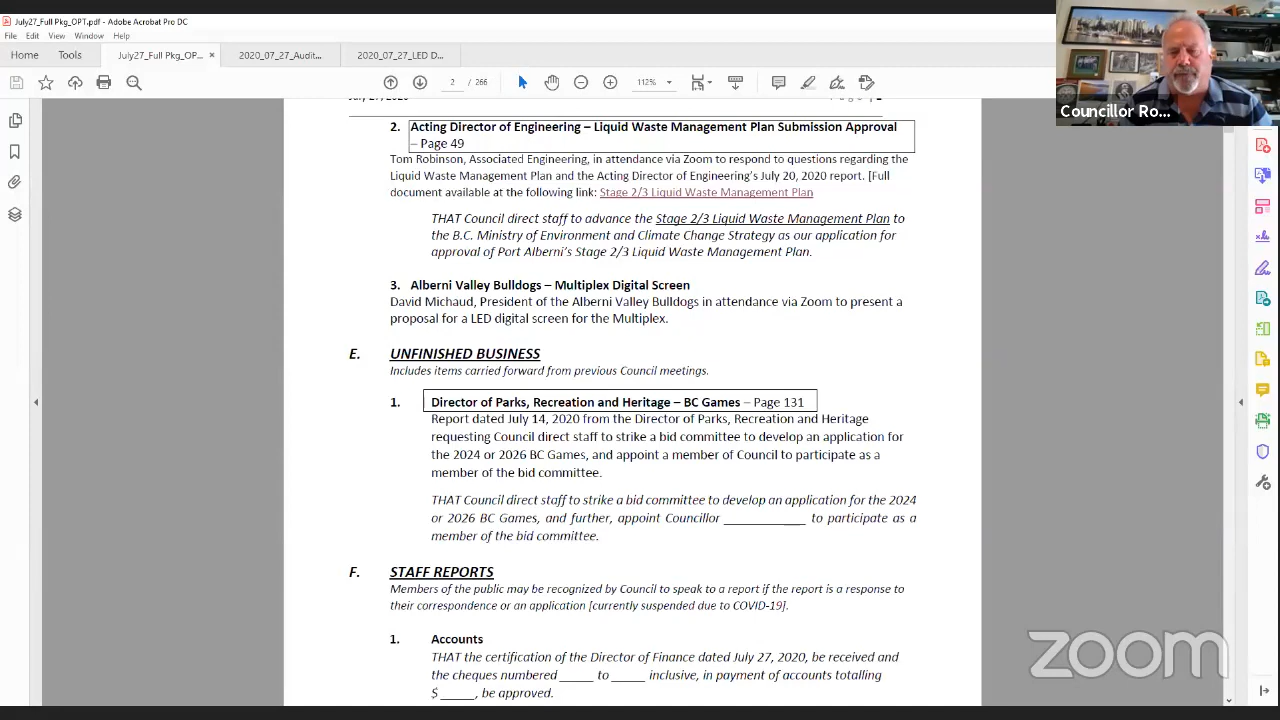 July27_Full Pkg_OPT.pdf - Adobe Acrobat Pro DC
File Edit View Window Help
Home Tools July27_Full Pkg_OP... × 2020_07_27_Audit... 2020_07_27_LED D...
2 / 266 112%
Councillor Ro...
July 27, 2020
2. Acting Director of Engineering – Liquid Waste Management Plan Submission Approval
– Page 49
Tom Robinson, Associated Engineering, in attendance via Zoom to respond to questions regarding the
Liquid Waste Management Plan and the Acting Director of Engineering's July 20, 2020 report. [Full
document available at the following link: Stage 2/3 Liquid Waste Management Plan
THAT Council direct staff to advance the Stage 2/3 Liquid Waste Management Plan to
the B.C. Ministry of Environment and Climate Change Strategy as our application for
approval of Port Alberni's Stage 2/3 Liquid Waste Management Plan.
3. Alberni Valley Bulldogs – Multiplex Digital Screen
David Michaud, President of the Alberni Valley Bulldogs in attendance via Zoom to present a
proposal for a LED digital screen for the Multiplex.
E. UNFINISHED BUSINESS
Includes items carried forward from previous Council meetings.
1. Director of Parks, Recreation and Heritage – BC Games – Page 131
Report dated July 14, 2020 from the Director of Parks, Recreation and Heritage
requesting Council direct staff to strike a bid committee to develop an application for
the 2024 or 2026 BC Games, and appoint a member of Council to participate as a
member of the bid committee.
THAT Council direct staff to strike a bid committee to develop an application for the 2024
or 2026 BC Games, and further, appoint Councillor ____________ to participate as a
member of the bid committee.
F. STAFF REPORTS
Members of the public may be recognized by Council to speak to a report if the report is a response to
their correspondence or an application [currently suspended due to COVID-19].
1. Accounts
THAT the certification of the Director of Finance dated July 27, 2020, be received and
the cheques numbered _____ to _____ inclusive, in payment of accounts totalling
$ _____, be approved.
zoom